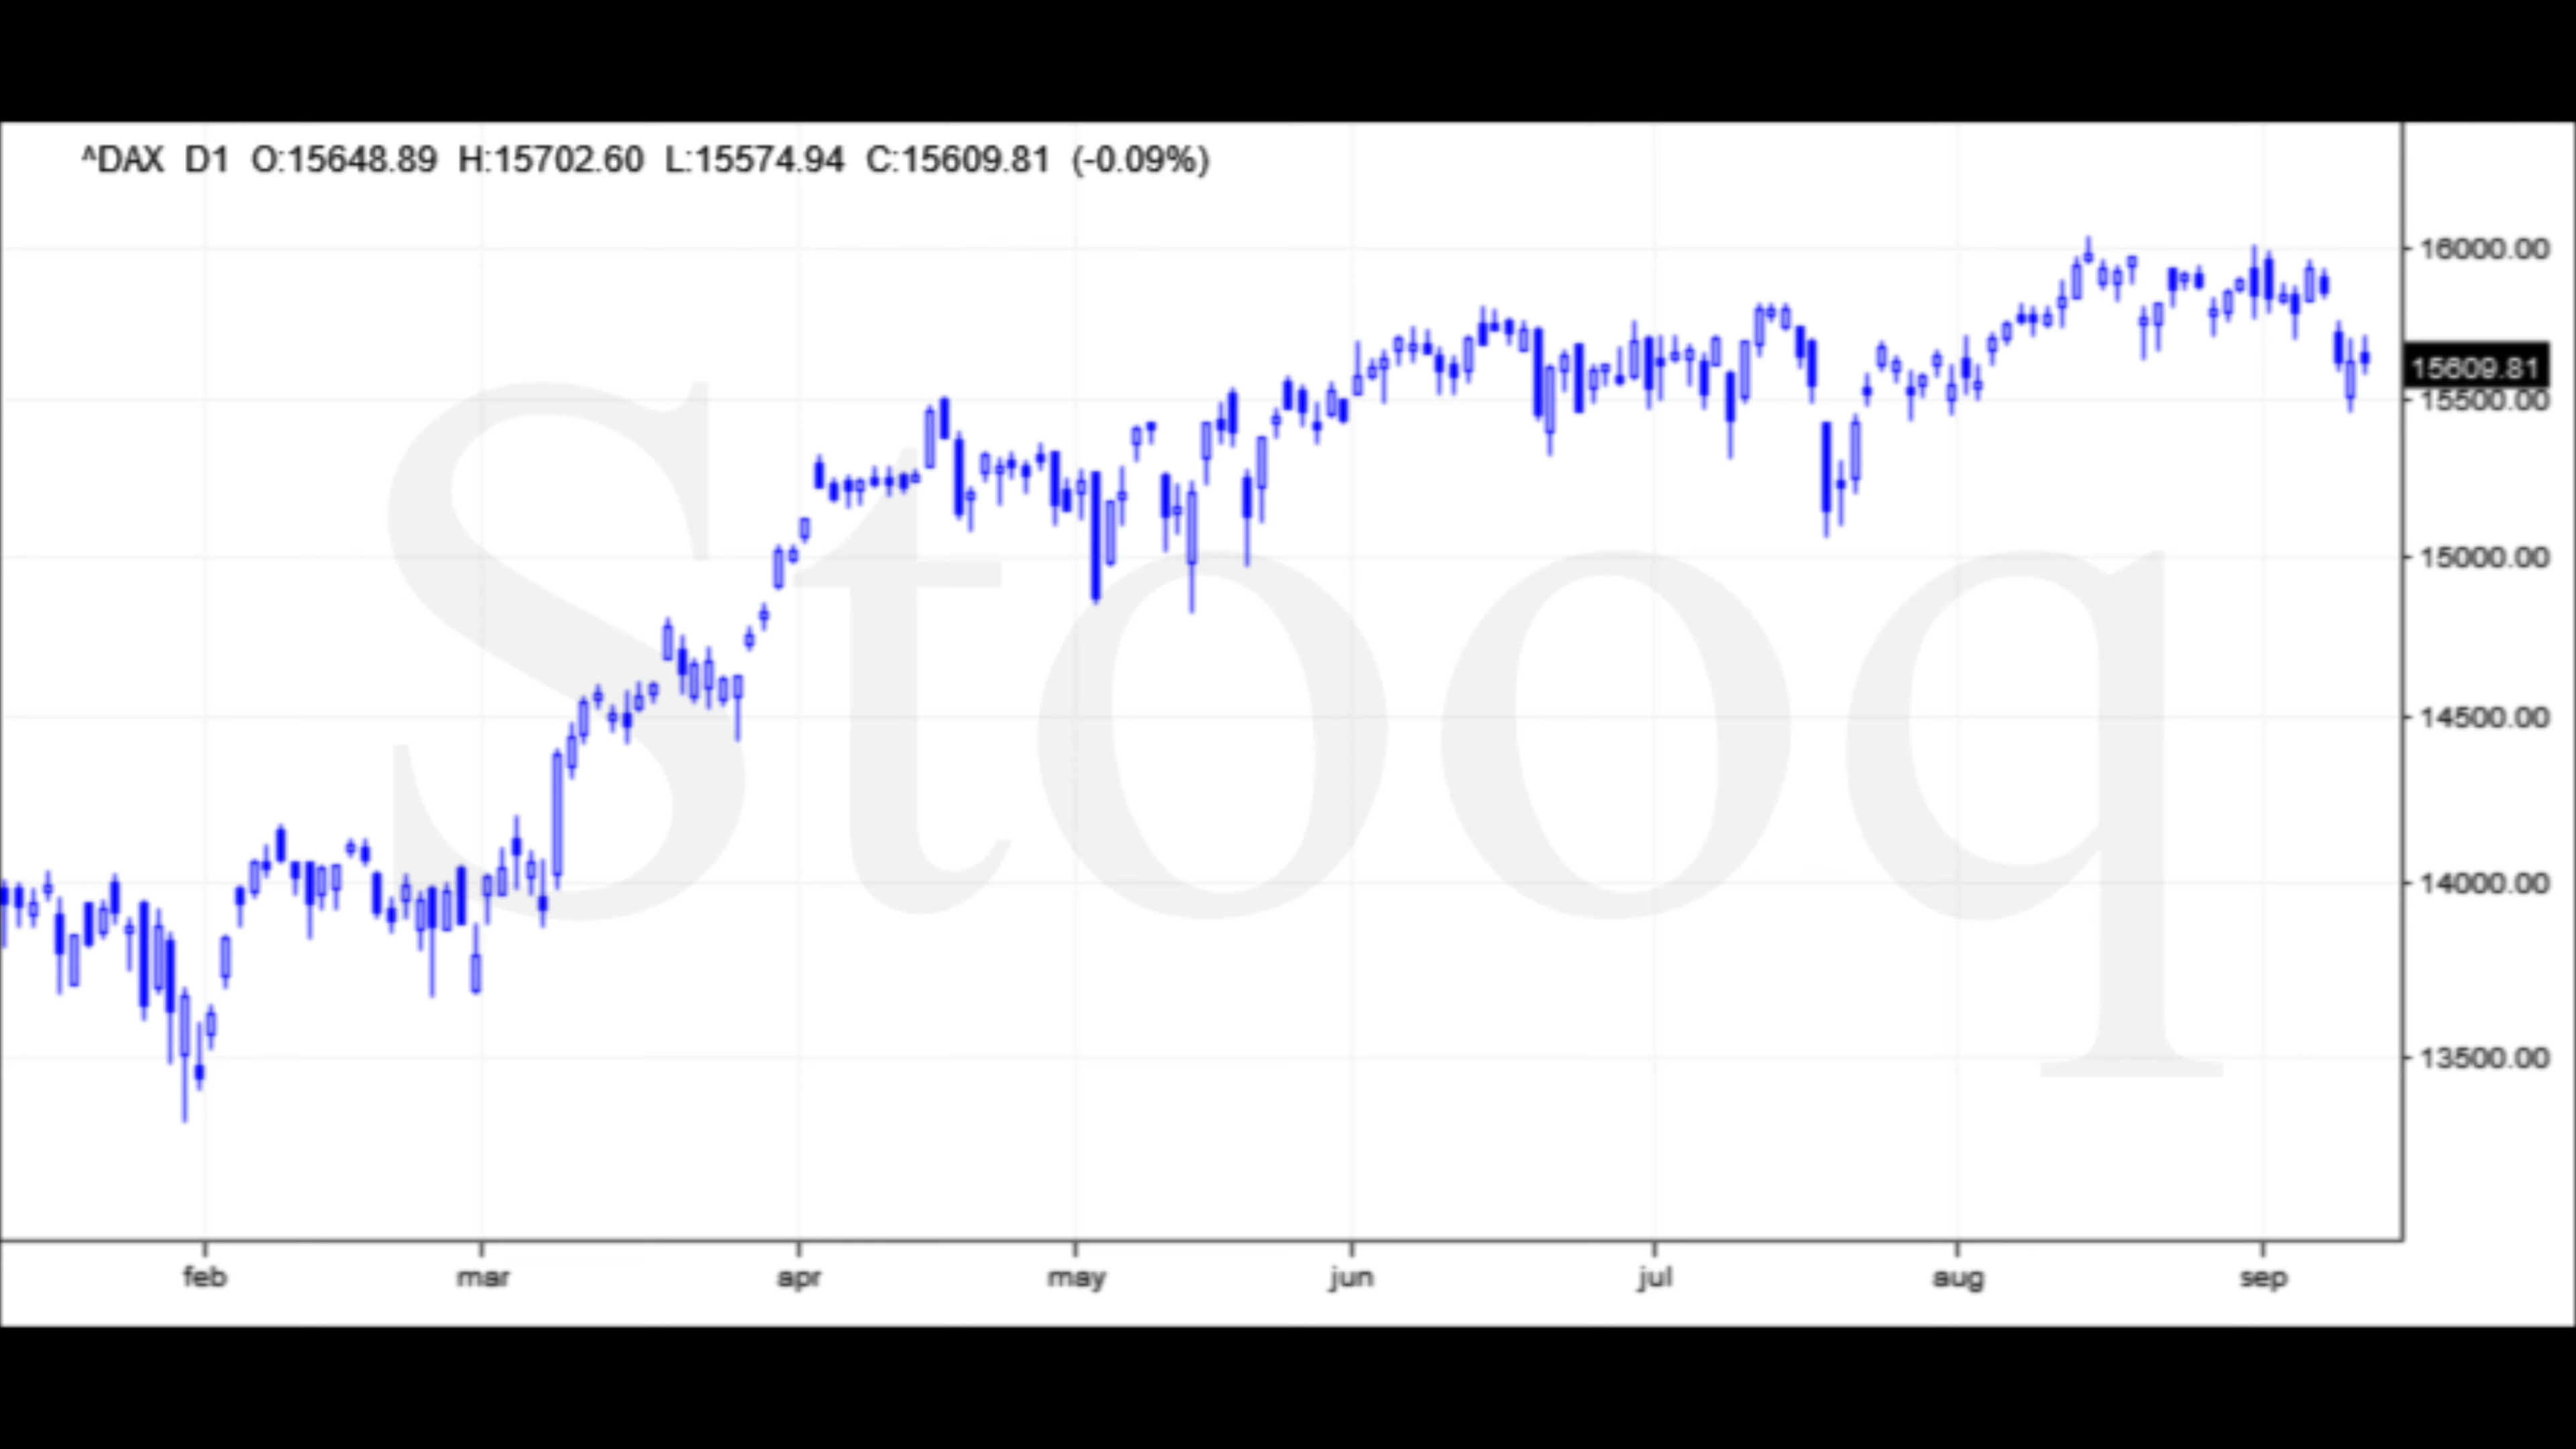 ^DAX D1 O:15648.89 H:15702.60 L:15574.94 C:15609.81 (-0.09%)
Stooq
16000.00
15609.81
15500.00
15000.00
14500.00
14000.00
13500.00
feb mar apr may jun jul aug sep